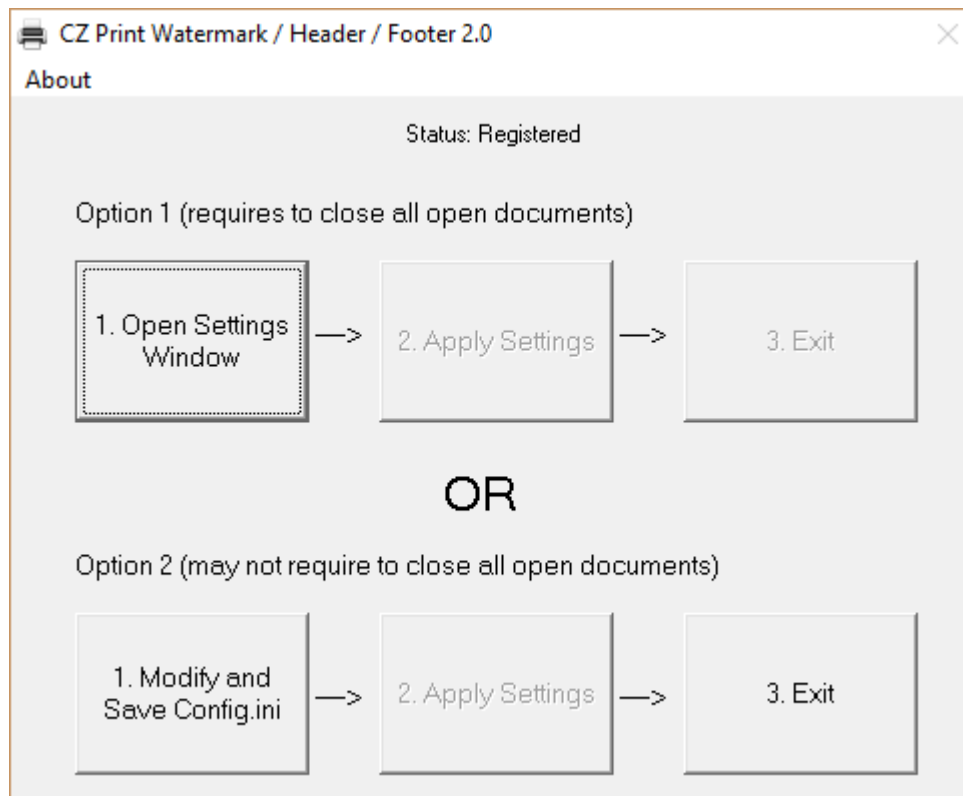 CZ Print Watermark / Header / Footer 2.0
About
Status: Registered
Option 1 (requires to close all open documents)
1. Open Settings
Window
—>
2. Apply Settings
—>
3. Exit
OR
Option 2 (may not require to close all open documents)
1. Modify and
Save Config.ini
—>
2. Apply Settings
—>
3. Exit